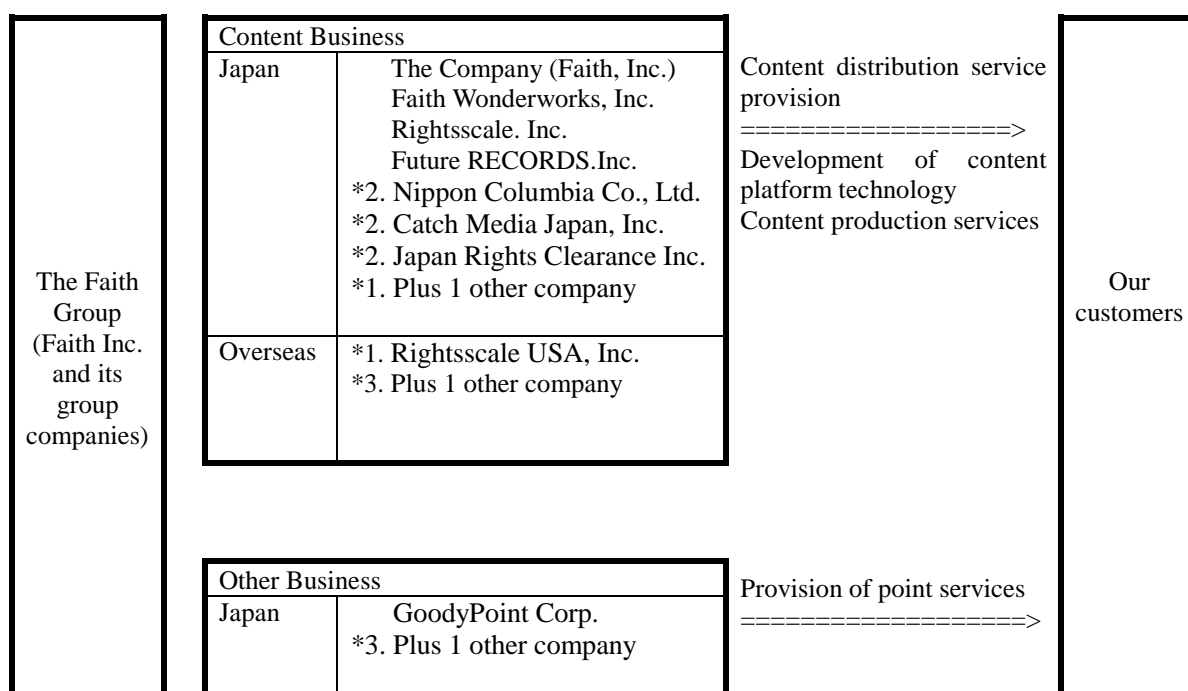 The Faith
Group
(Faith Inc.
and its
group
companies)
Content Business
Japan
The Company (Faith, Inc.)
Faith Wonderworks, Inc.
Rightsscale. Inc.
Future RECORDS.Inc.
*2. Nippon Columbia Co., Ltd.
*2. Catch Media Japan, Inc.
*2. Japan Rights Clearance Inc.
*1. Plus 1 other company
Overseas
*1. Rightsscale USA, Inc.
*3. Plus 1 other company
Content distribution service
provision
==================>
Development of content
platform technology
Content production services
Other Business
Japan
GoodyPoint Corp.
*3. Plus 1 other company
Provision of point services
===================>
Our
customers